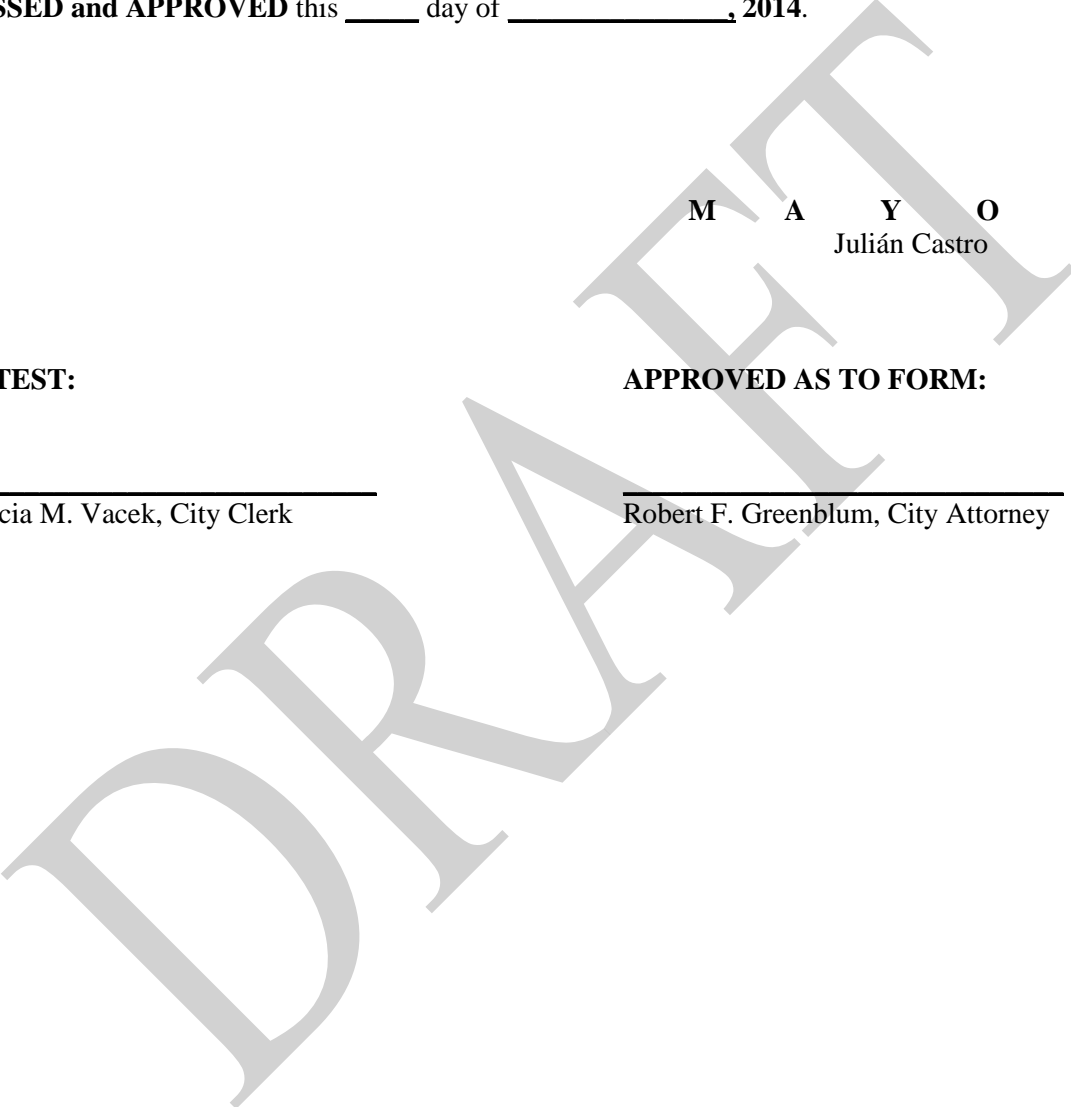 SSED and APPROVED this _____ day of _______________, 2014.
M A Y O
Julián Castro
TEST: APPROVED AS TO FORM:
cia M. Vacek, City Clerk Robert F. Greenblum, City Attorney
DRAFT